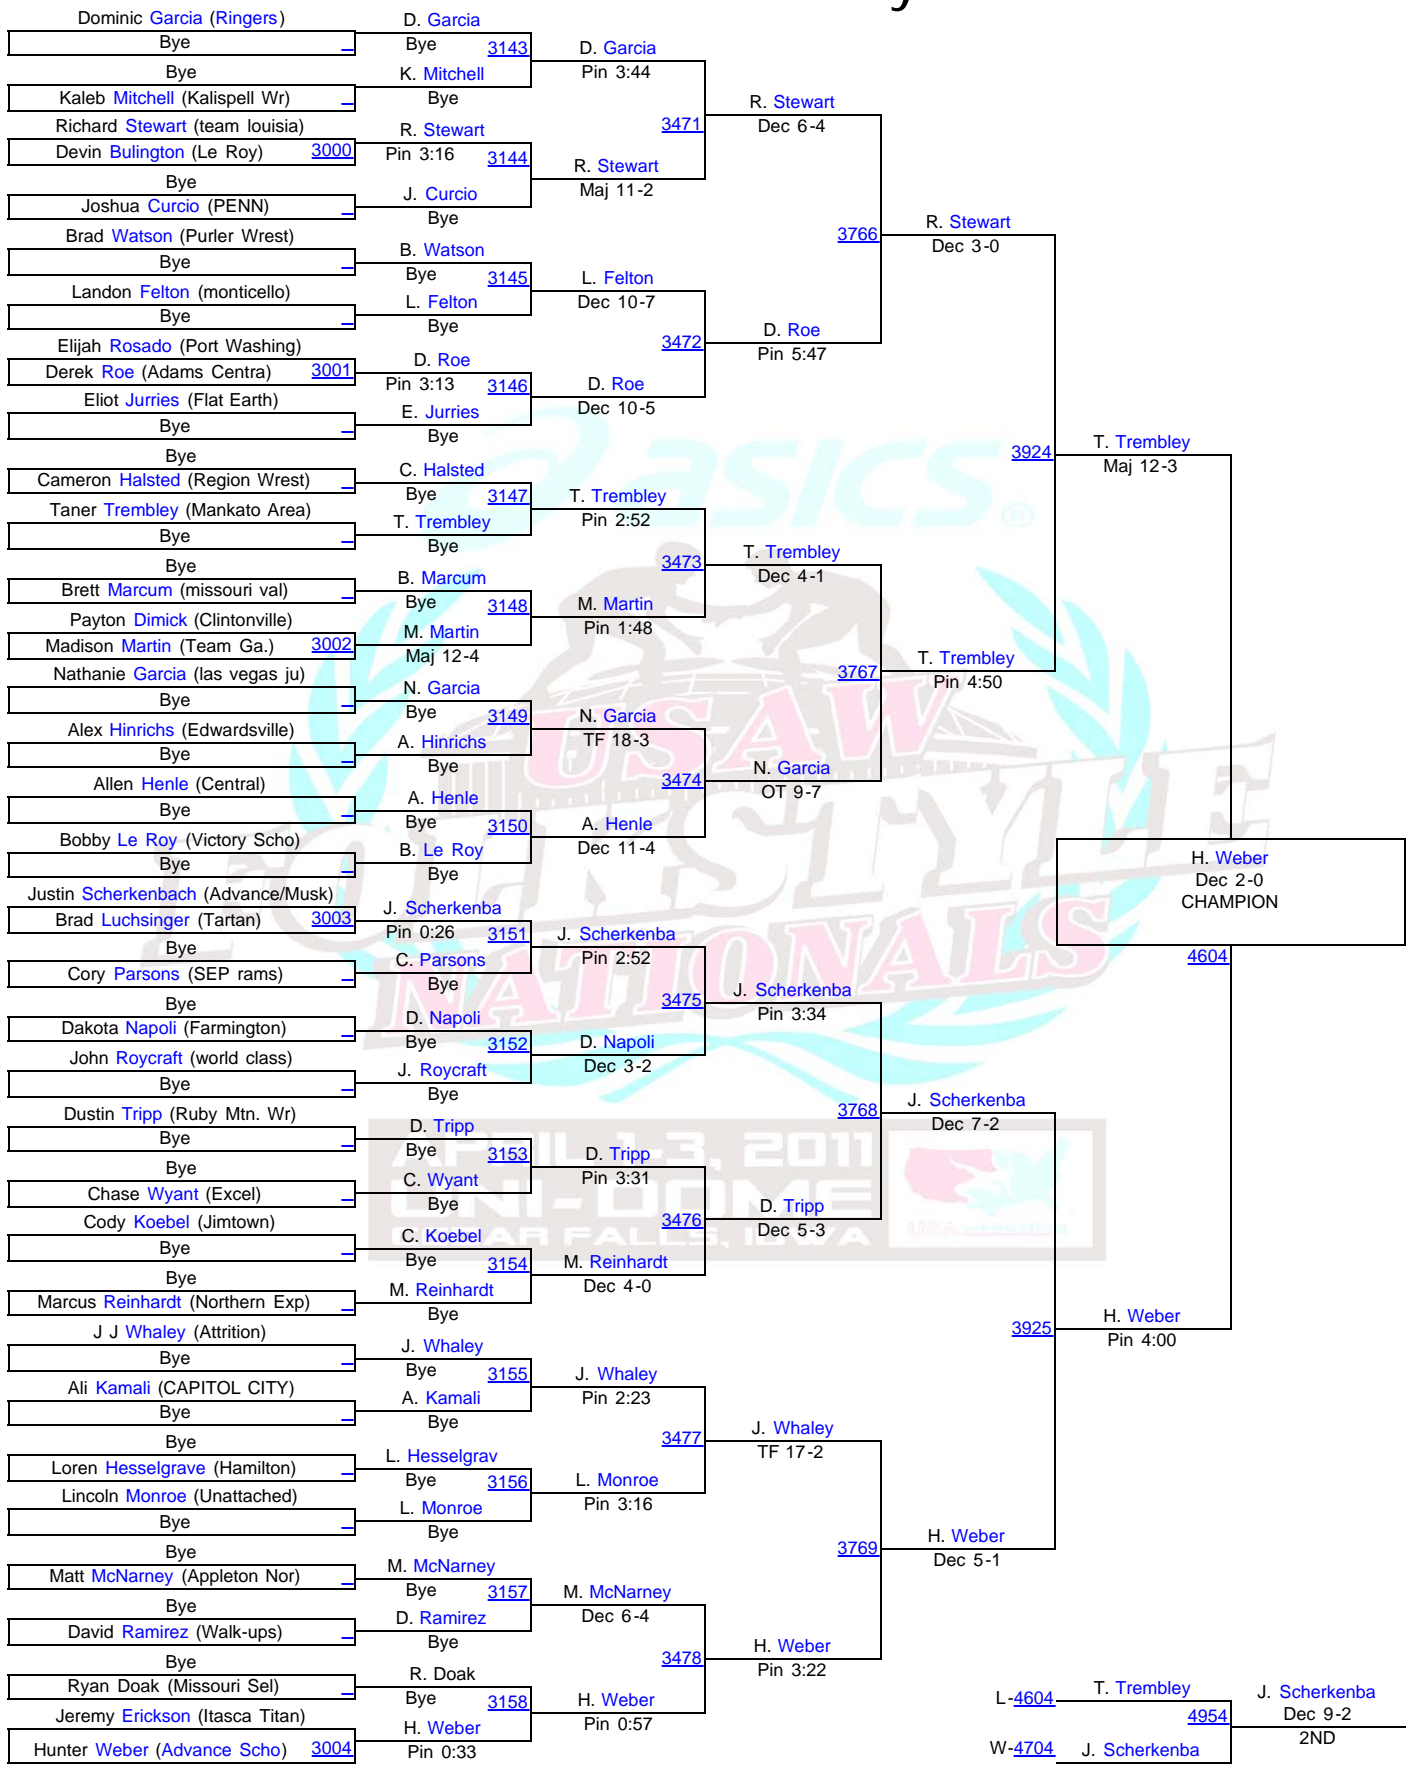 Dominic Garcia (Ringers)
Bye
Bye
Kaleb Mitchell (Kalispell Wr)
Richard Stewart (team louisia)
Devin Bulington (Le Roy) 3000
Bye
Joshua Curcio (PENN)
Brad Watson (Purler Wrest)
Bye
Landon Felton (monticello)
Bye
Elijah Rosado (Port Washing)
Derek Roe (Adams Centra) 3001
Eliot Jurries (Flat Earth)
Bye
Bye
Cameron Halsted (Region Wrest)
Taner Trembley (Mankato Area)
Bye
Bye
Brett Marcum (missouri val)
Payton Dimick (Clintonville)
Madison Martin (Team Ga.) 3002
Nathanie Garcia (las vegas ju)
Bye
Alex Hinrichs (Edwardsville)
Bye
Allen Henle (Central)
Bye
Bobby Le Roy (Victory Scho)
Bye
Justin Scherkenbach (Advance/Musk)
Brad Luchsinger (Tartan) 3003
Bye
Cory Parsons (SEP rams)
Bye
Dakota Napoli (Farmington)
John Roycraft (world class)
Bye
Dustin Tripp (Ruby Mtn. Wr)
Bye
Bye
Chase Wyant (Excel)
Cody Koebel (Jimtown)
Bye
Bye
Marcus Reinhardt (Northern Exp)
J J Whaley (Attrition)
Bye
Ali Kamali (CAPITOL CITY)
Bye
Bye
Loren Hesselgrave (Hamilton)
Lincoln Monroe (Unattached)
Bye
Bye
Matt McNarney (Appleton Nor)
Bye
David Ramirez (Walk-ups)
Bye
Ryan Doak (Missouri Sel)
Jeremy Erickson (Itasca Titan)
Hunter Weber (Advance Scho) 3004
D. Garcia
Bye 3143
K. Mitchell
Bye
R. Stewart
Pin 3:16 3144
J. Curcio
Bye
B. Watson
Bye 3145
L. Felton
Bye
D. Roe
Pin 3:13 3146
E. Jurries
Bye
C. Halsted
Bye 3147
T. Trembley
Bye
B. Marcum
Bye 3148
M. Martin
Maj 12-4
N. Garcia
Bye 3149
A. Hinrichs
Bye
A. Henle
Bye 3150
B. Le Roy
Bye
J. Scherkenba
Pin 0:26 3151
C. Parsons
Bye
D. Napoli
Bye 3152
J. Roycraft
Bye
D. Tripp
Bye 3153
C. Wyant
Bye
C. Koebel
Bye 3154
M. Reinhardt
Bye
J. Whaley
Bye 3155
A. Kamali
Bye
L. Hesselgrav
Bye 3156
L. Monroe
Bye
M. McNarney
Bye 3157
D. Ramirez
Bye
R. Doak
Bye 3158
H. Weber
Pin 0:33
D. Garcia
Pin 3:44
3471
R. Stewart
Maj 11-2
L. Felton
Dec 10-7
3472
D. Roe
Dec 10-5
T. Trembley
Pin 2:52
3473
M. Martin
Pin 1:48
N. Garcia
TF 18-3
3474
A. Henle
Dec 11-4
J. Scherkenba
Pin 2:52
3475
D. Napoli
Dec 3-2
D. Tripp
Pin 3:31
3476
M. Reinhardt
Dec 4-0
J. Whaley
Pin 2:23
3477
L. Monroe
Pin 3:16
M. McNarney
Dec 6-4
3478
H. Weber
Pin 0:57
R. Stewart
Dec 6-4
3766
D. Roe
Pin 5:47
T. Trembley
Dec 4-1
3767
N. Garcia
OT 9-7
J. Scherkenba
Pin 3:34
3768
D. Tripp
Dec 5-3
J. Whaley
TF 17-2
3769
H. Weber
Pin 3:22
R. Stewart
Dec 3-0
3924
T. Trembley
Pin 4:50
J. Scherkenba
Dec 7-2
3925
H. Weber
Dec 5-1
T. Trembley
Maj 12-3
H. Weber
Dec 2-0
CHAMPION
4604
H. Weber
Pin 4:00
L-4604 T. Trembley
4954
W-4704 J. Scherkenba
J. Scherkenba
Dec 9-2
2ND
asics
USAW
FOLKSTYLE
NATIONALS
APRIL 1-3, 2011
UNI-DOME
CEDAR FALLS, IOWA